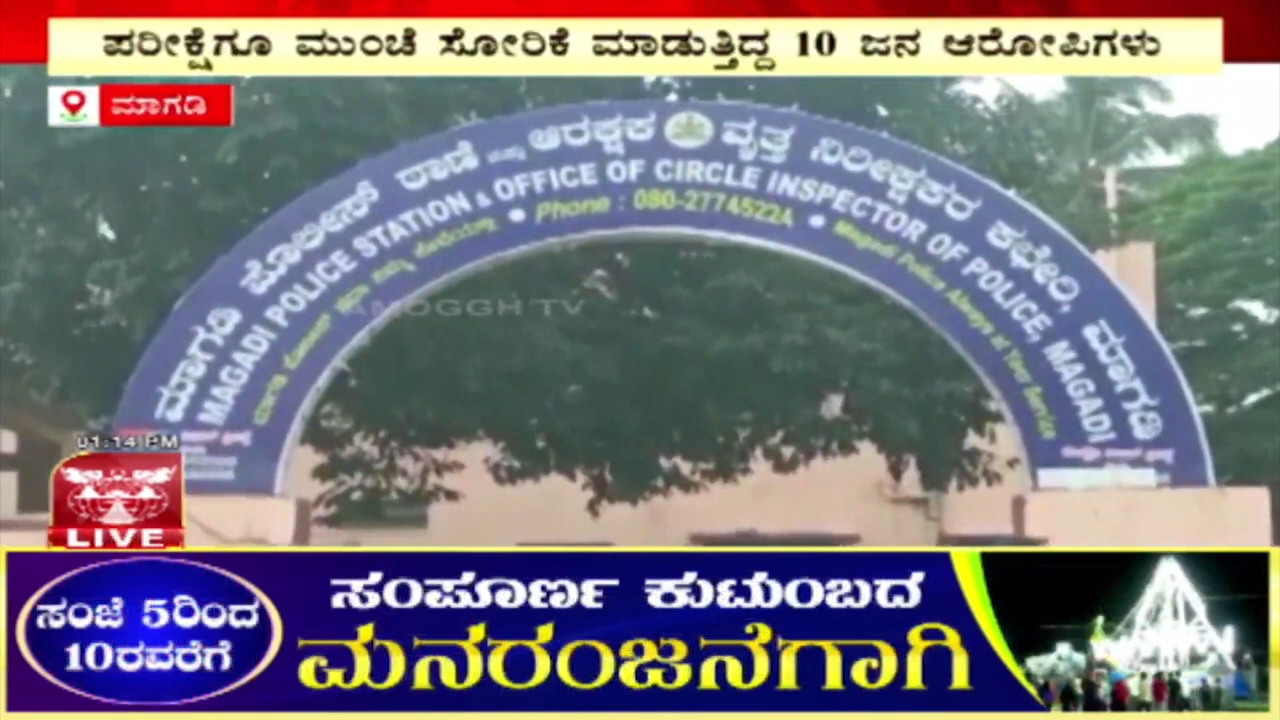 ಪರೀಕ್ಷೆಗೂ ಮುಂಚೆ ಸೋರಿಕೆ ಮಾಡುತ್ತಿದ್ದ 10 ಜನ ಆರೋಪಿಗಳು
ಮಾಗಡಿ
ಮಾಗಡಿ ಪೊಲೀಸ್ ಠಾಣೆ ಆರಕ್ಷಕ ವೃತ್ತ ನಿರೀಕ್ಷಕರ ಕಛೇರಿ, ಮಾಗಡಿ
MAGADI POLICE STATION & OFFICE OF CIRCLE INSPECTOR OF POLICE, MAGADI
Phone : 080-27745224 • Magadi Police Always at Your Service
AMOGGH TV
01:14 PM
LIVE
ಸಂಜೆ 5ರಿಂದ
10ರವರೆಗೆ
ಸಂಪೂರ್ಣ ಕುಟುಂಬದ
ಮನರಂಜನೆಗಾಗಿ